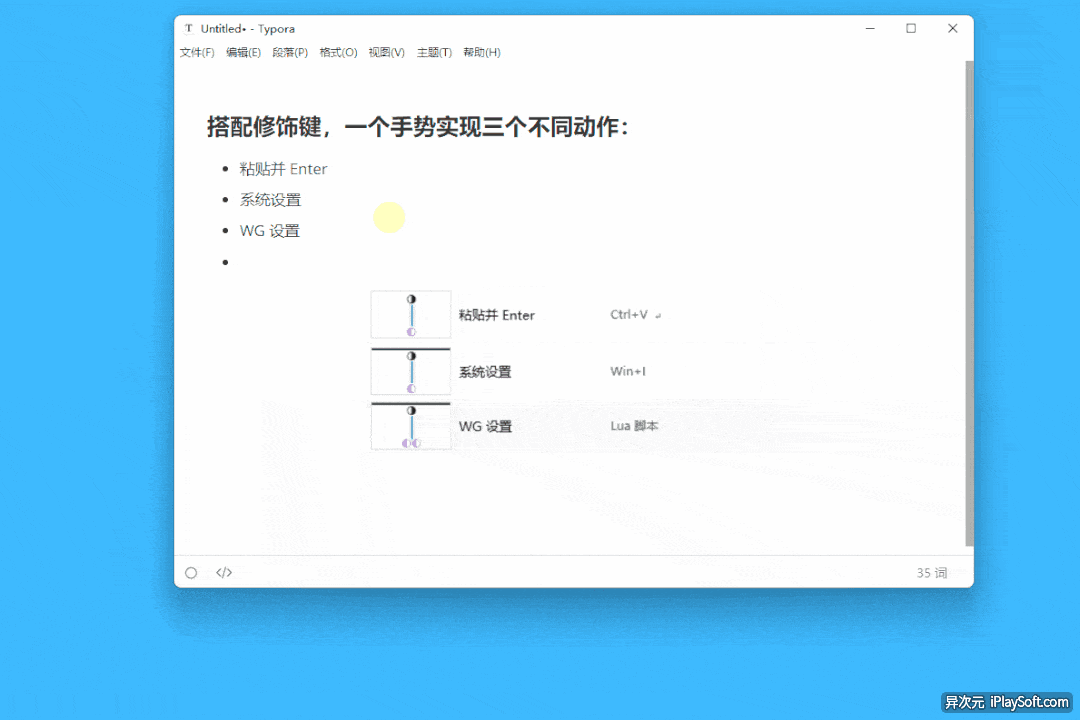 Untitled• - Typora
文件(F) 编辑(E) 段落(P) 格式(O) 视图(V) 主题(T) 帮助(H)
搭配修饰键，一个手势实现三个不同动作：
粘贴并 Enter
系统设置
WG 设置
粘贴并 Enter Ctrl+V ↲
系统设置 Win+I
WG 设置 Lua 脚本
</> 35 词
异次元 iPlaySoft.com